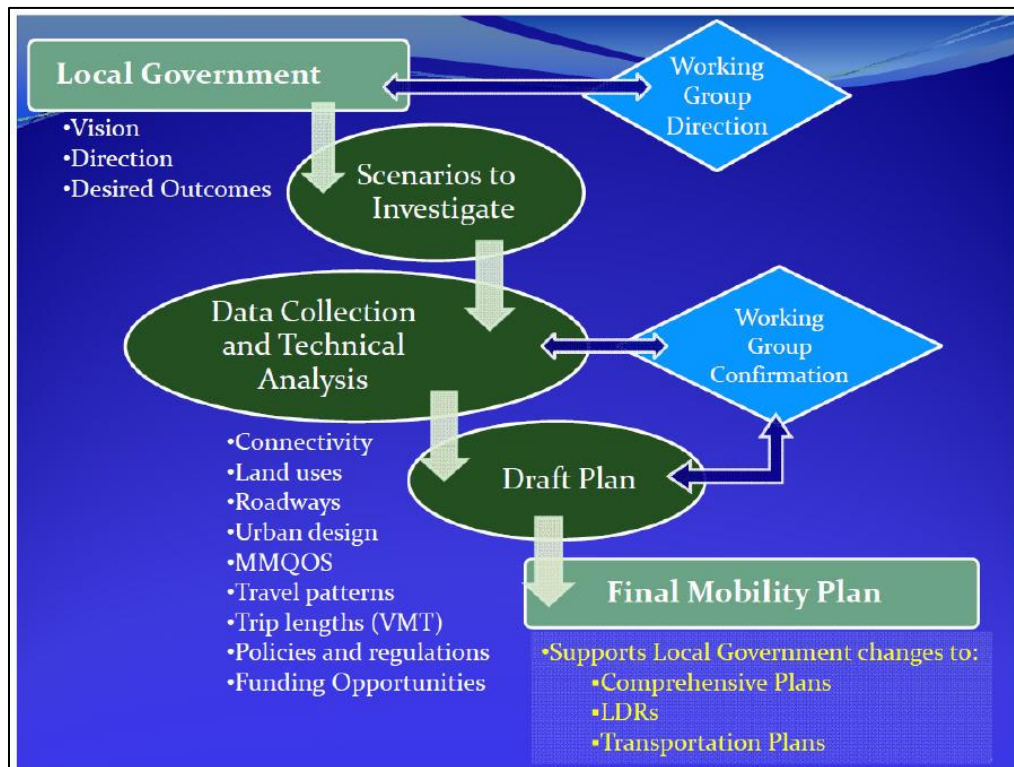 Local Government
Working
Group
Direction
•Vision
•Direction
•Desired Outcomes
Scenarios to
Investigate
Data Collection
and Technical
Analysis
Working
Group
Confirmation
•Connectivity
•Land uses
•Roadways
•Urban design
•MMQOS
•Travel patterns
•Trip lengths (VMT)
•Policies and regulations
•Funding Opportunities
Draft Plan
Final Mobility Plan
•Supports Local Government changes to:
▪Comprehensive Plans
▪LDRs
▪Transportation Plans